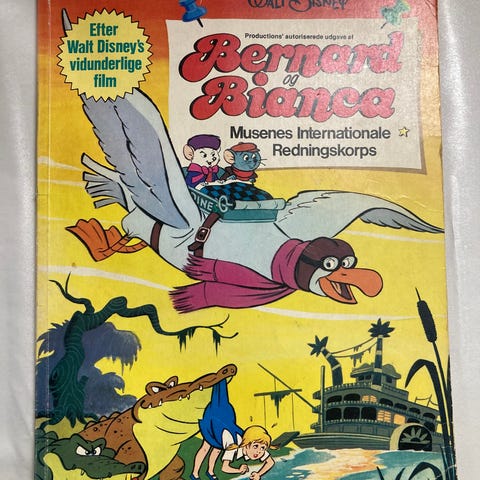 Efter
Walt Disney's
vidunderlige
film
WALT DISNEY
Productions' autoriserede udgave af
Bernard
og
Bianca
Musenes Internationale
Redningskorps